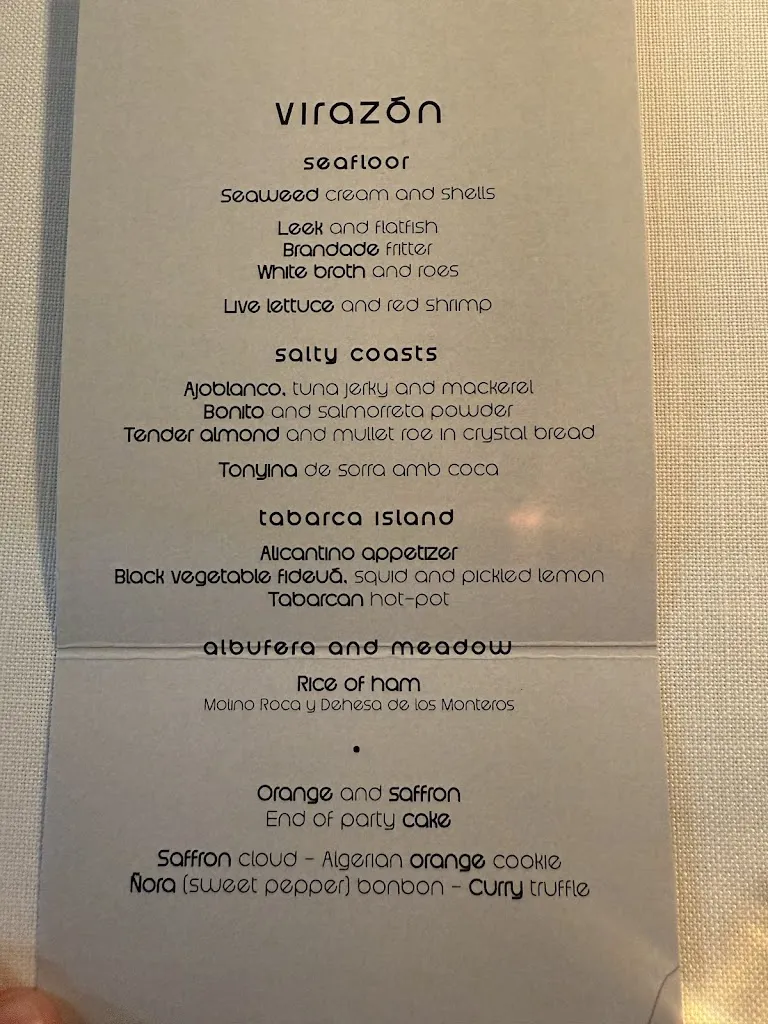 virazón
seafloor
Seaweed cream and shells
Leek and flatfish
Brandade fritter
White broth and roes
Live lettuce and red shrimp
salty coasts
Ajoblanco, tuna jerky and mackerel
Bonito and salmorreta powder
Tender almond and mullet roe in crystal bread
Tonyina de sorra amb coca
tabarca island
Alicantino appetizer
Black vegetable fideuá, squid and pickled lemon
Tabarcan hot-pot
albufera and meadow
Rice of ham
Molino Roca y Dehesa de los Monteros
•
Orange and saffron
End of party cake
Saffron cloud - Algerian orange cookie
Ñora (sweet pepper) bonbon - Curry truffle